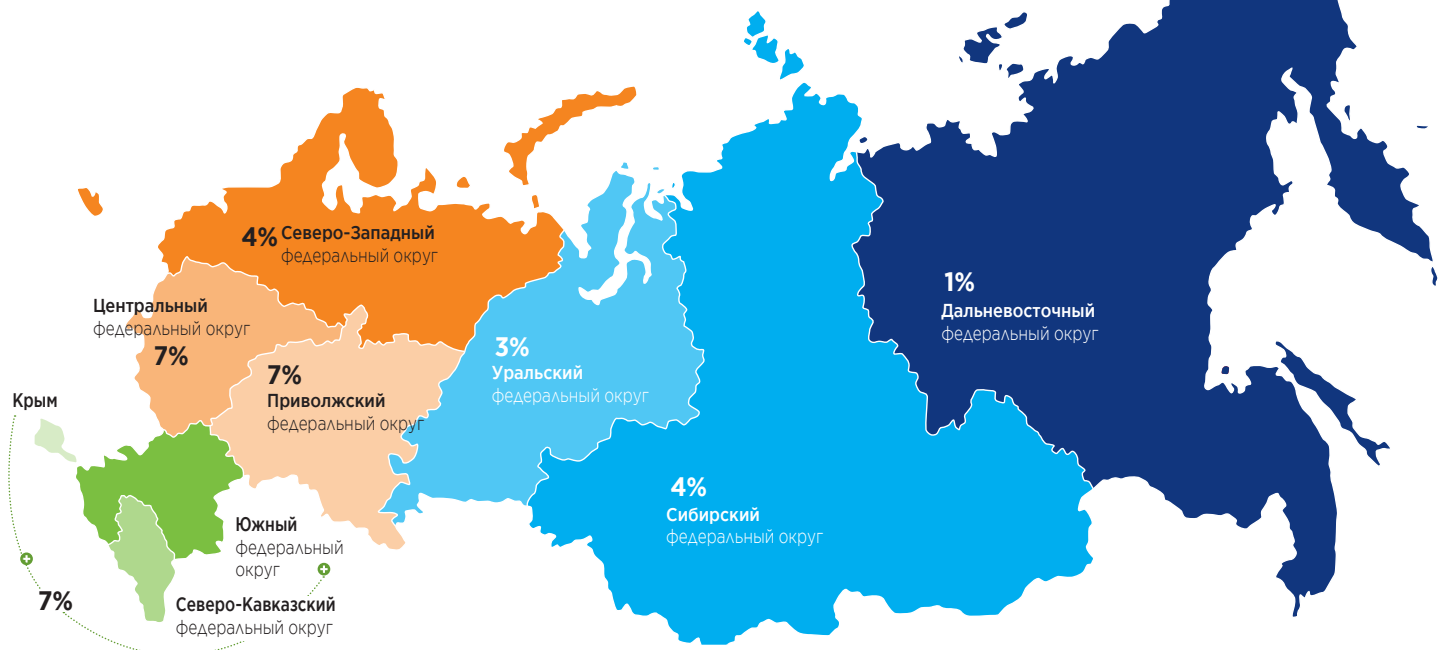 4% Северо-Западный
федеральный округ
Центральный
федеральный округ
7%
7%
Приволжский
федеральный округ
3%
Уральский
федеральный округ
1%
Дальневосточный
федеральный округ
4%
Сибирский
федеральный округ
Крым
Южный
федеральный
округ
7%
Северо-Кавказский
федеральный округ